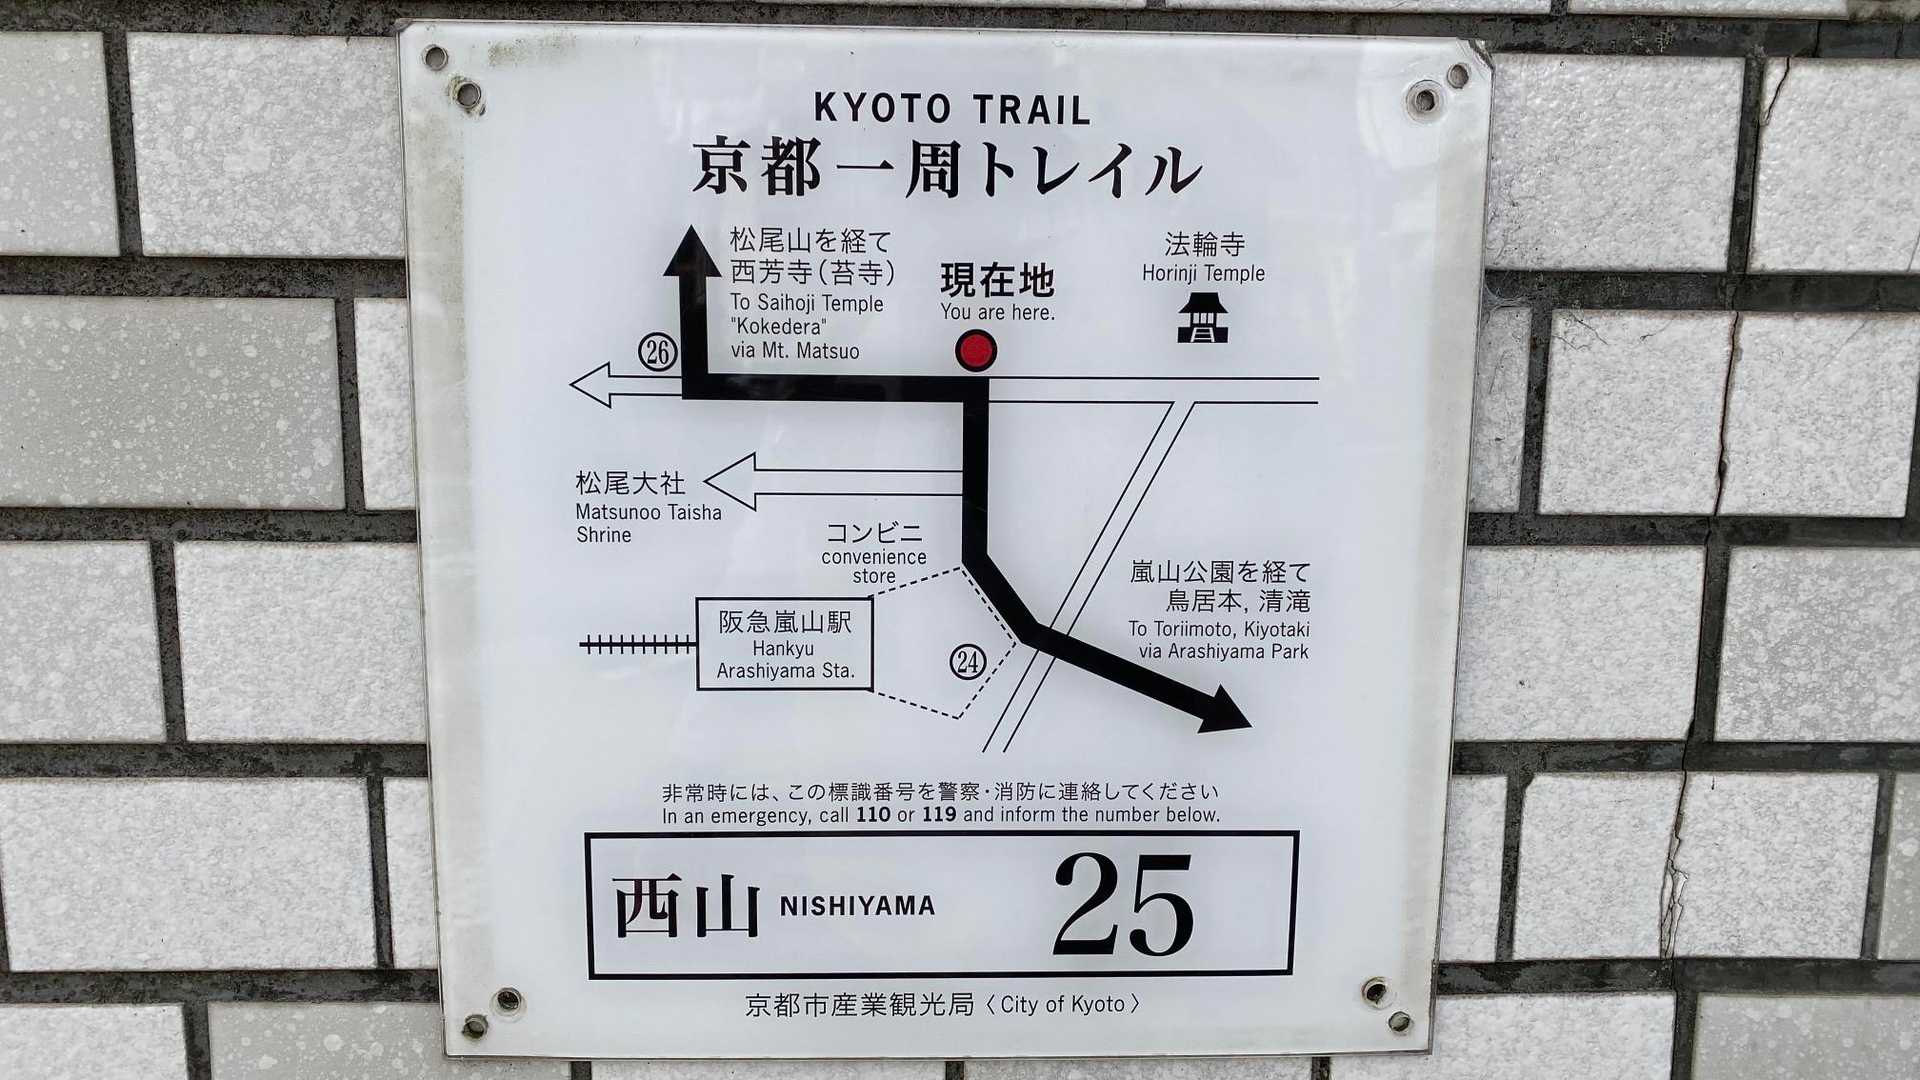 KYOTO TRAIL
京都一周トレイル
松尾山を経て
西芳寺(苔寺)
To Saihoji Temple
"Kokedera"
via Mt. Matsuo
現在地
You are here.
法輪寺
Horinji Temple
26
松尾大社
Matsunoo Taisha
Shrine
コンビニ
convenience
store
嵐山公園を経て
鳥居本, 清滝
To Toriimoto, Kiyotaki
via Arashiyama Park
阪急嵐山駅
Hankyu
Arashiyama Sta.
24
非常時には、この標識番号を警察・消防に連絡してください
In an emergency, call 110 or 119 and inform the number below.
西山 NISHIYAMA 25
京都市産業観光局〈City of Kyoto〉